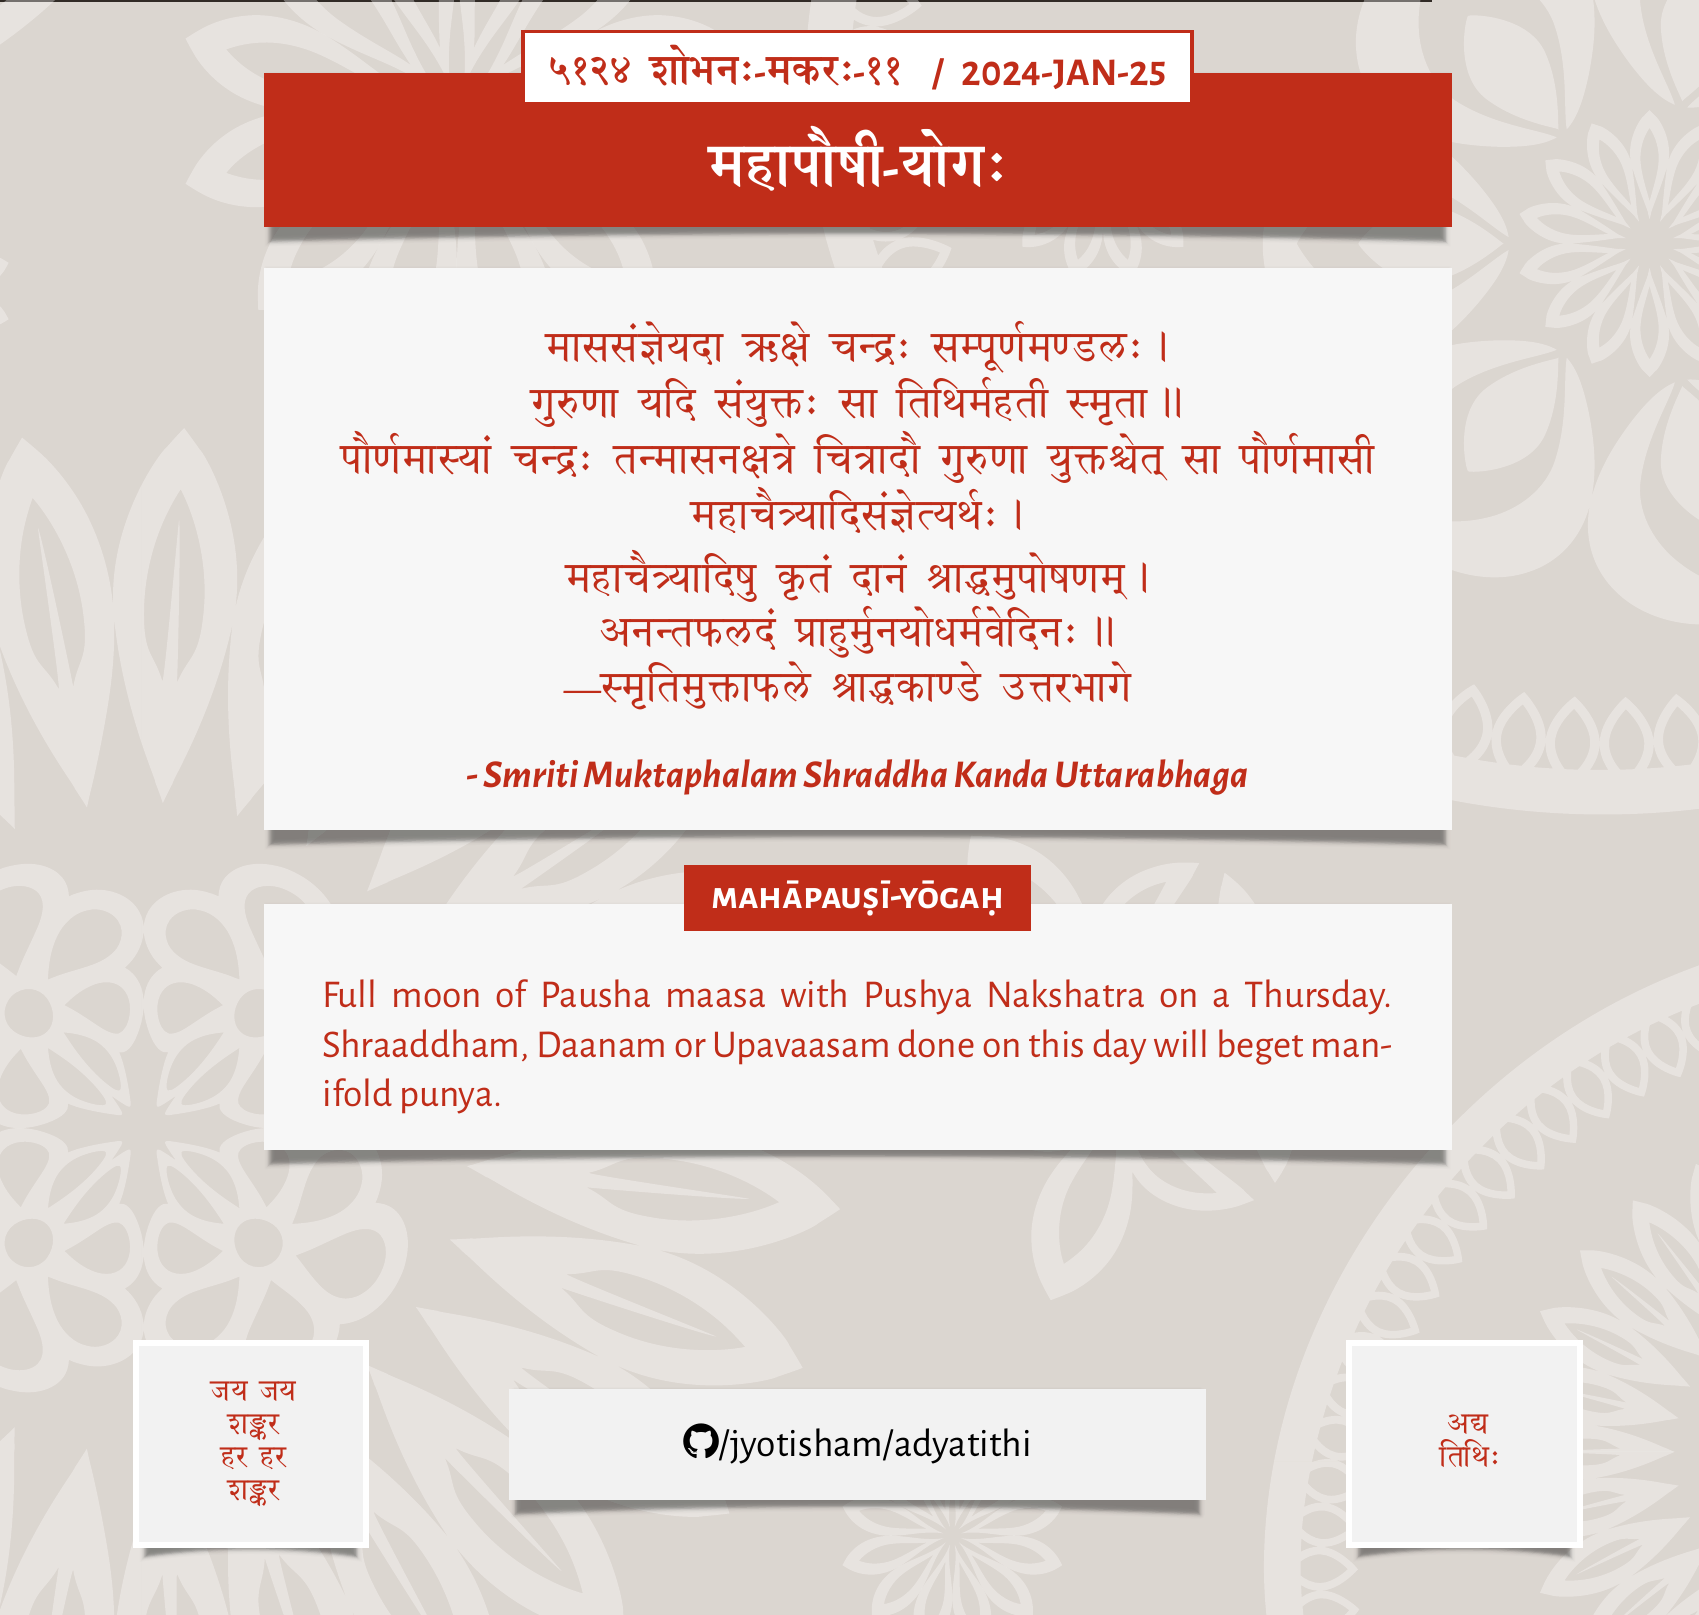 ५१२४ शोभनः-मकरः-११ / 2024-JAN-25
महापौषी-योगः
माससंज्ञेयदा ऋक्षे चन्द्रः सम्पूर्णमण्डलः ।
गुरुणा यदि संयुक्तः सा तिथिर्महती स्मृता ॥
पौर्णमास्यां चन्द्रः तन्मासनक्षत्रे चित्रादौ गुरुणा युक्तश्चेत् सा पौर्णमासी
महाचैत्र्यादिसंज्ञेत्यर्थः ।
महाचैत्र्यादिषु कृतं दानं श्राद्धमुपोषणम् ।
अनन्तफलदं प्राहुर्मुनयोधर्मवेदिनः ॥
—स्मृतिमुक्ताफले श्राद्धकाण्डे उत्तरभागे
- Smriti Muktaphalam Shraddha Kanda Uttarabhaga
MAHĀPAUṢĪ-YŌGAḤ
Full moon of Pausha maasa with Pushya Nakshatra on a Thursday.
Shraaddham, Daanam or Upavaasam done on this day will beget man-
ifold punya.
जय जय
शङ्कर
हर हर
शङ्कर
/jyotisham/adyatithi
अद्य
तिथिः